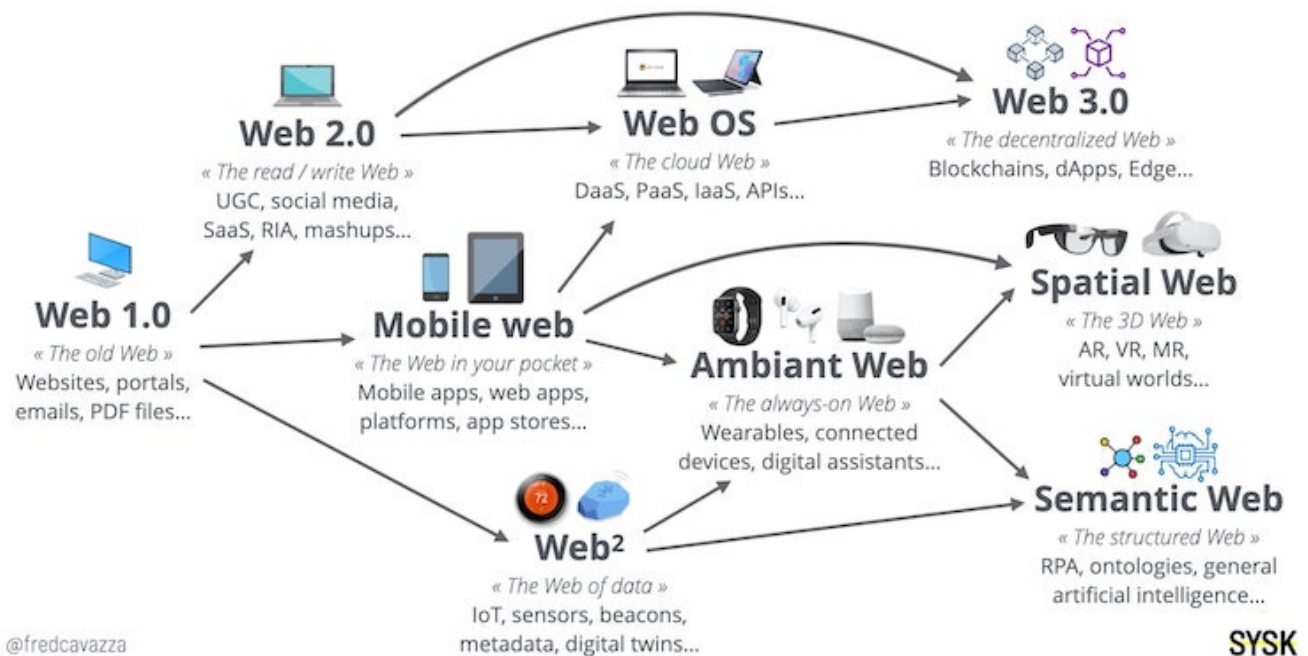 Web 2.0
« The read / write Web »
UGC, social media,
SaaS, RIA, mashups...
Web OS
« The cloud Web »
DaaS, PaaS, IaaS, APIs...
Web 3.0
« The decentralized Web »
Blockchains, dApps, Edge...
Web 1.0
« The old Web »
Websites, portals,
emails, PDF files...
Mobile web
« The Web in your pocket »
Mobile apps, web apps,
platforms, app stores...
Ambiant Web
« The always-on Web »
Wearables, connected
devices, digital assistants...
Spatial Web
« The 3D Web »
AR, VR, MR,
virtual worlds...
72
Web²
« The Web of data »
IoT, sensors, beacons,
metadata, digital twins...
Semantic Web
« The structured Web »
RPA, ontologies, general
artificial intelligence...
@fredcavazza
SYSK